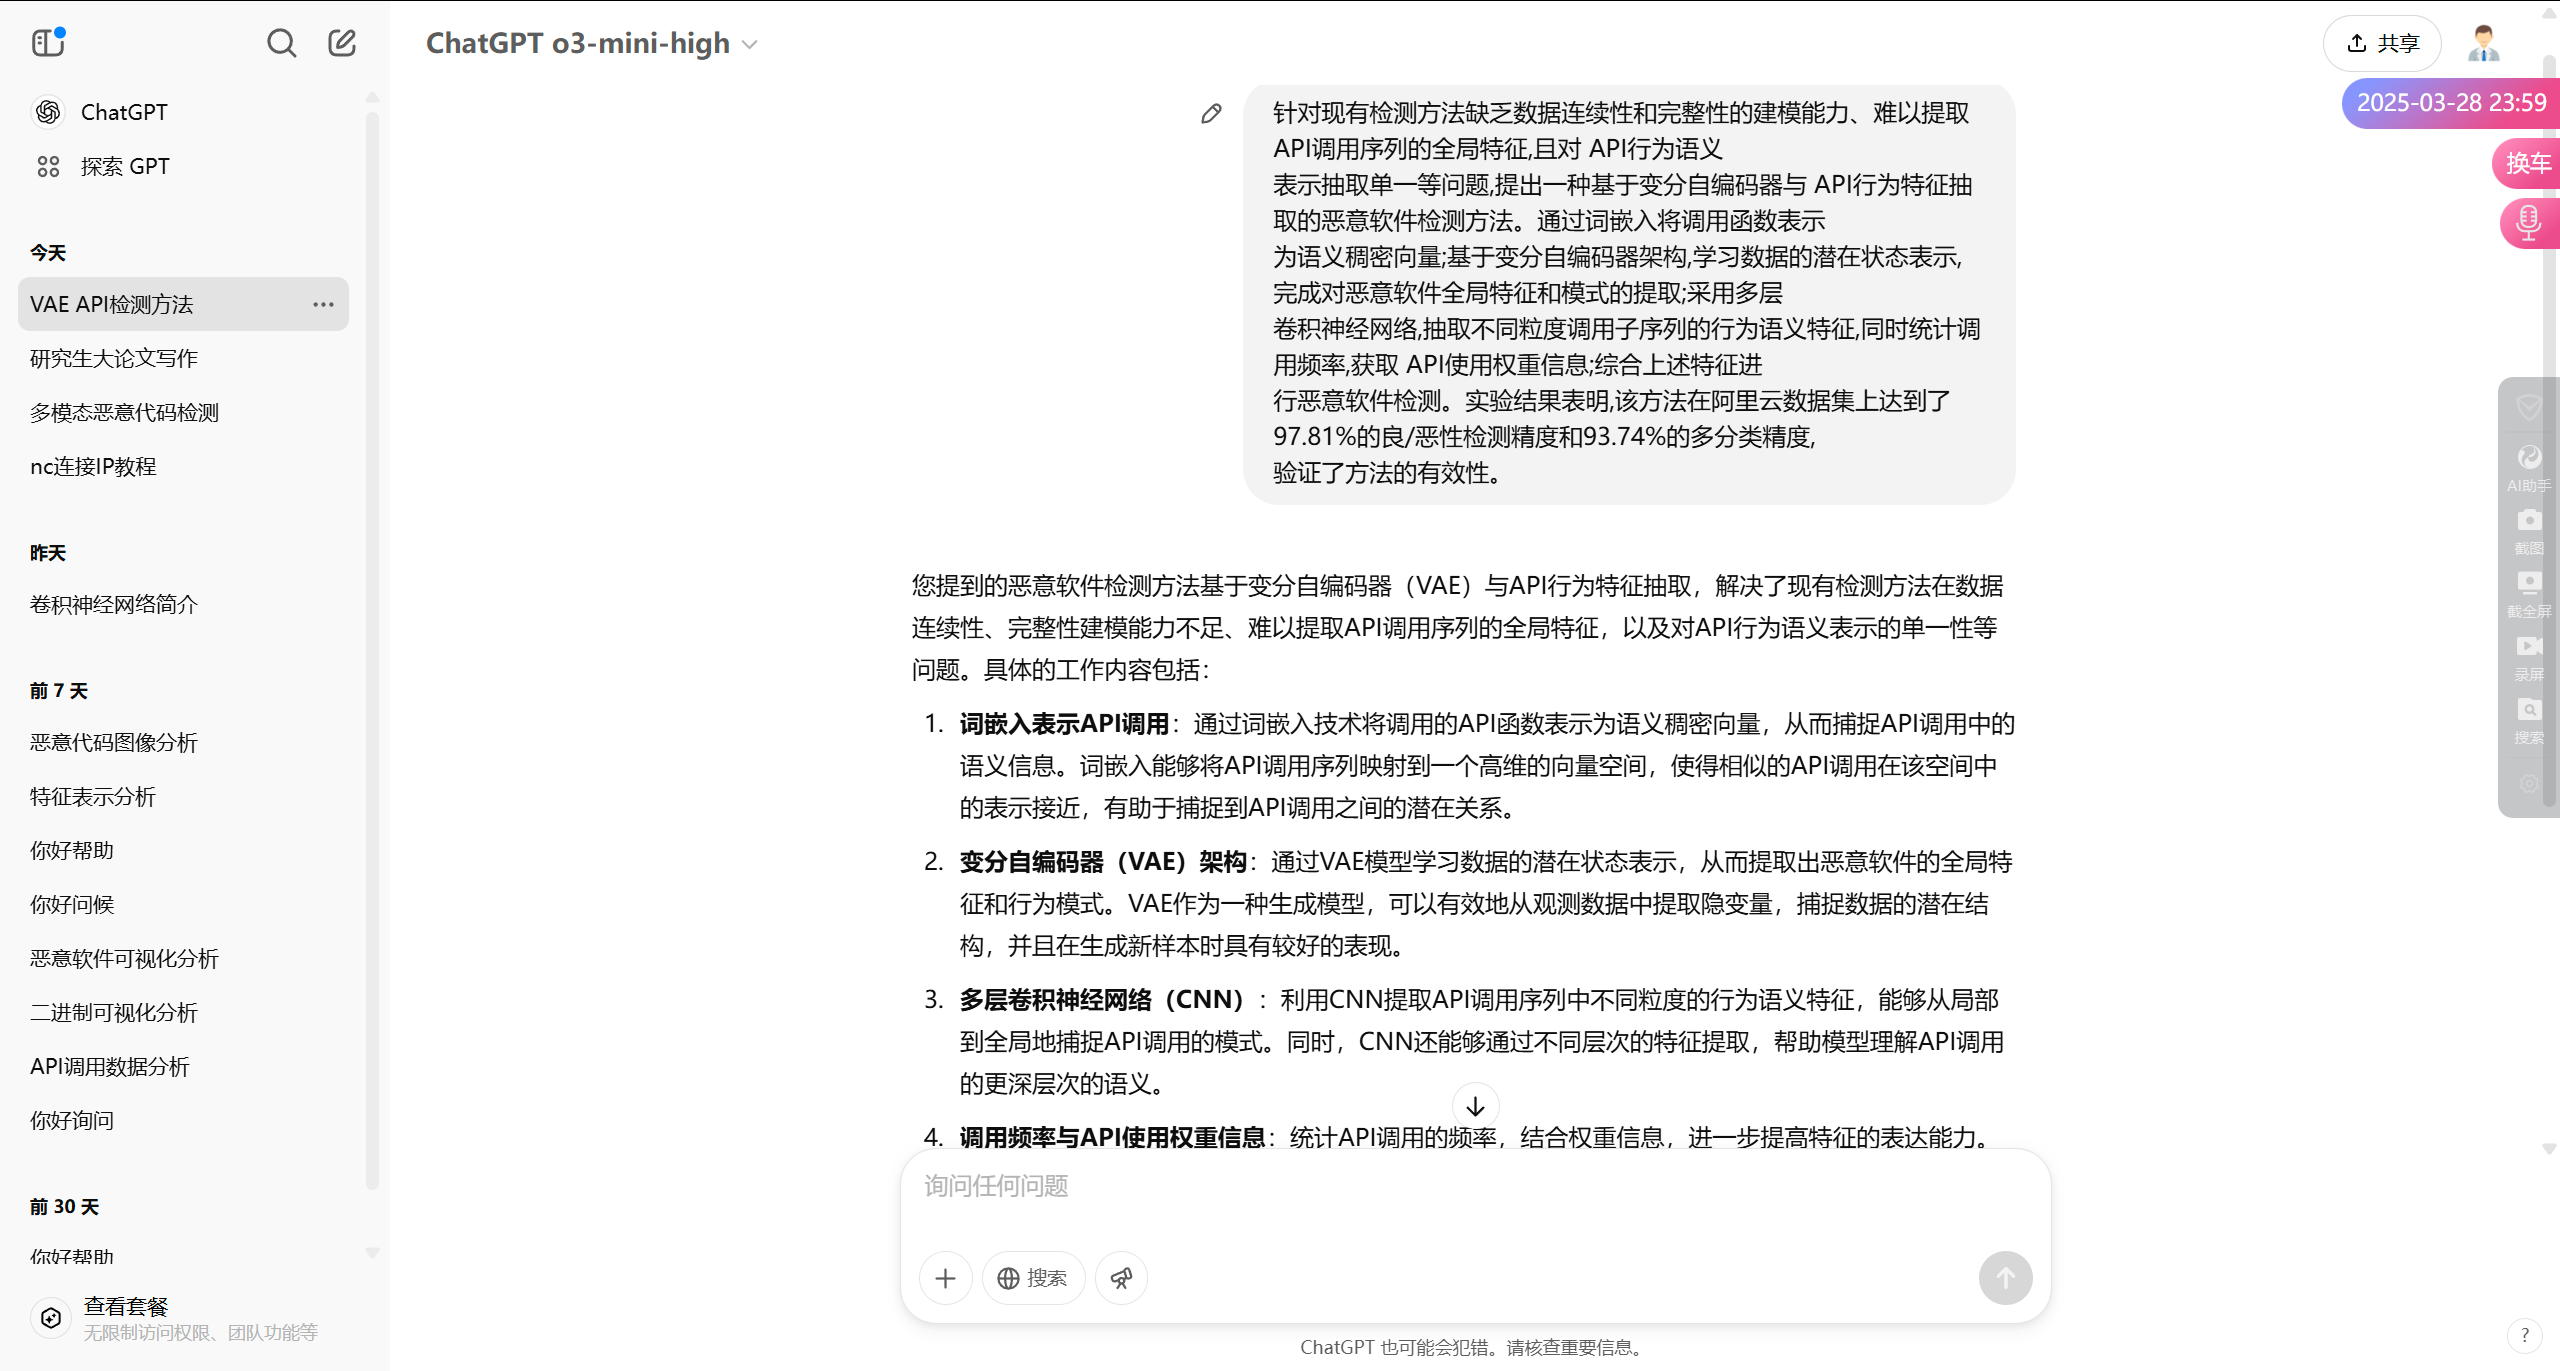 ChatGPT o3-mini-high
共享
2025-03-28 23:59
换车
ChatGPT
探索 GPT
今天
VAE API检测方法
研究生大论文写作
多模态恶意代码检测
nc连接IP教程
昨天
卷积神经网络简介
前 7 天
恶意代码图像分析
特征表示分析
你好帮助
你好问候
恶意软件可视化分析
二进制可视化分析
API调用数据分析
你好询问
前 30 天
你好帮助
查看套餐
无限制访问权限、团队功能等
针对现有检测方法缺乏数据连续性和完整性的建模能力、难以提取
API调用序列的全局特征,且对 API行为语义
表示抽取单一等问题,提出一种基于变分自编码器与 API行为特征抽
取的恶意软件检测方法。通过词嵌入将调用函数表示
为语义稠密向量;基于变分自编码器架构,学习数据的潜在状态表示,
完成对恶意软件全局特征和模式的提取;采用多层
卷积神经网络,抽取不同粒度调用子序列的行为语义特征,同时统计调
用频率,获取 API使用权重信息;综合上述特征进
行恶意软件检测。实验结果表明,该方法在阿里云数据集上达到了
97.81%的良/恶性检测精度和93.74%的多分类精度,
验证了方法的有效性。
您提到的恶意软件检测方法基于变分自编码器（VAE）与API行为特征抽取，解决了现有检测方法在数据
连续性、完整性建模能力不足、难以提取API调用序列的全局特征，以及对API行为语义表示的单一性等
问题。具体的工作内容包括：
1. 词嵌入表示API调用：通过词嵌入技术将调用的API函数表示为语义稠密向量，从而捕捉API调用中的
语义信息。词嵌入能够将API调用序列映射到一个高维的向量空间，使得相似的API调用在该空间中
的表示接近，有助于捕捉到API调用之间的潜在关系。
2. 变分自编码器（VAE）架构：通过VAE模型学习数据的潜在状态表示，从而提取出恶意软件的全局特
征和行为模式。VAE作为一种生成模型，可以有效地从观测数据中提取隐变量，捕捉数据的潜在结
构，并且在生成新样本时具有较好的表现。
3. 多层卷积神经网络（CNN）：利用CNN提取API调用序列中不同粒度的行为语义特征，能够从局部
到全局地捕捉API调用的模式。同时，CNN还能够通过不同层次的特征提取，帮助模型理解API调用
的更深层次的语义。
4. 调用频率与API使用权重信息：统计API调用的频率，结合权重信息，进一步提高特征的表达能力。
询问任何问题
搜索
ChatGPT 也可能会犯错。请核查重要信息。
AI助手
截图
截全屏
录屏
搜索
?